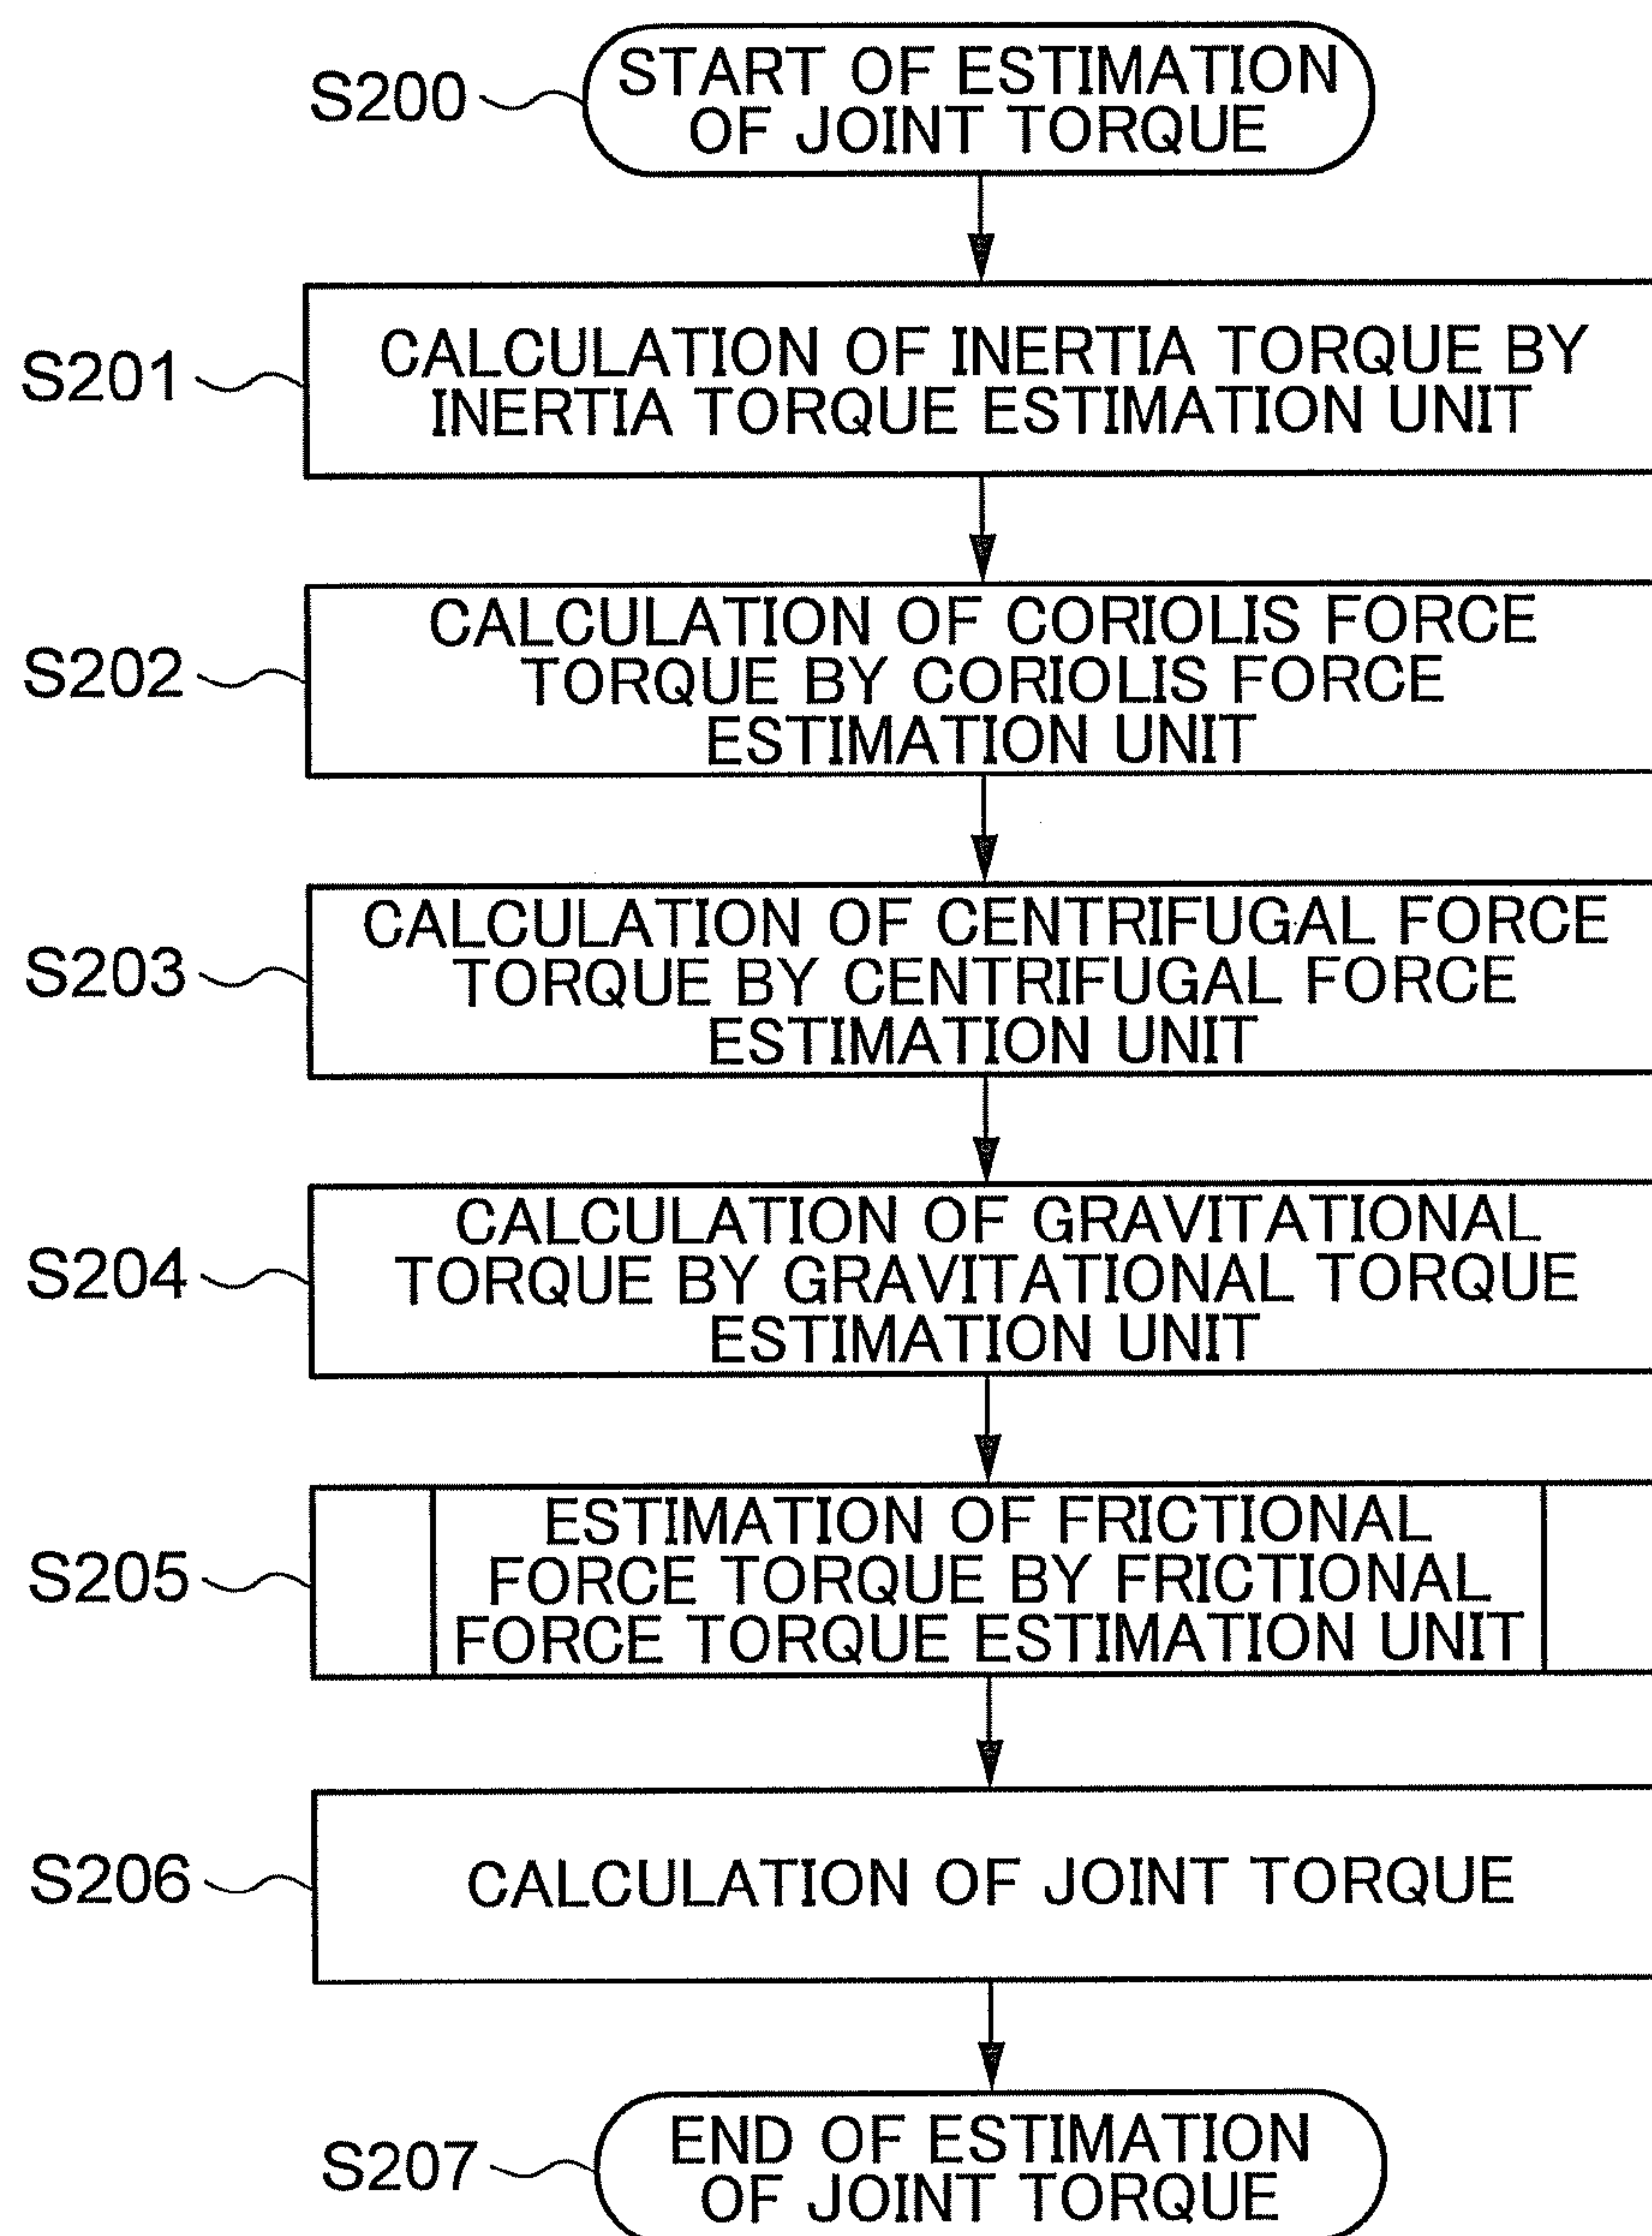 S200
START OF ESTIMATION
OF JOINT TORQUE
S201
CALCULATION OF INERTIA TORQUE BY
INERTIA TORQUE ESTIMATION UNIT
S202
CALCULATION OF CORIOLIS FORCE
TORQUE BY CORIOLIS FORCE
ESTIMATION UNIT
S203
CALCULATION OF CENTRIFUGAL FORCE
TORQUE BY CENTRIFUGAL FORCE
ESTIMATION UNIT
S204
CALCULATION OF GRAVITATIONAL
TORQUE BY GRAVITATIONAL TORQUE
ESTIMATION UNIT
S205
ESTIMATION OF FRICTIONAL
FORCE TORQUE BY FRICTIONAL
FORCE TORQUE ESTIMATION UNIT
S206
CALCULATION OF JOINT TORQUE
S207
END OF ESTIMATION
OF JOINT TORQUE